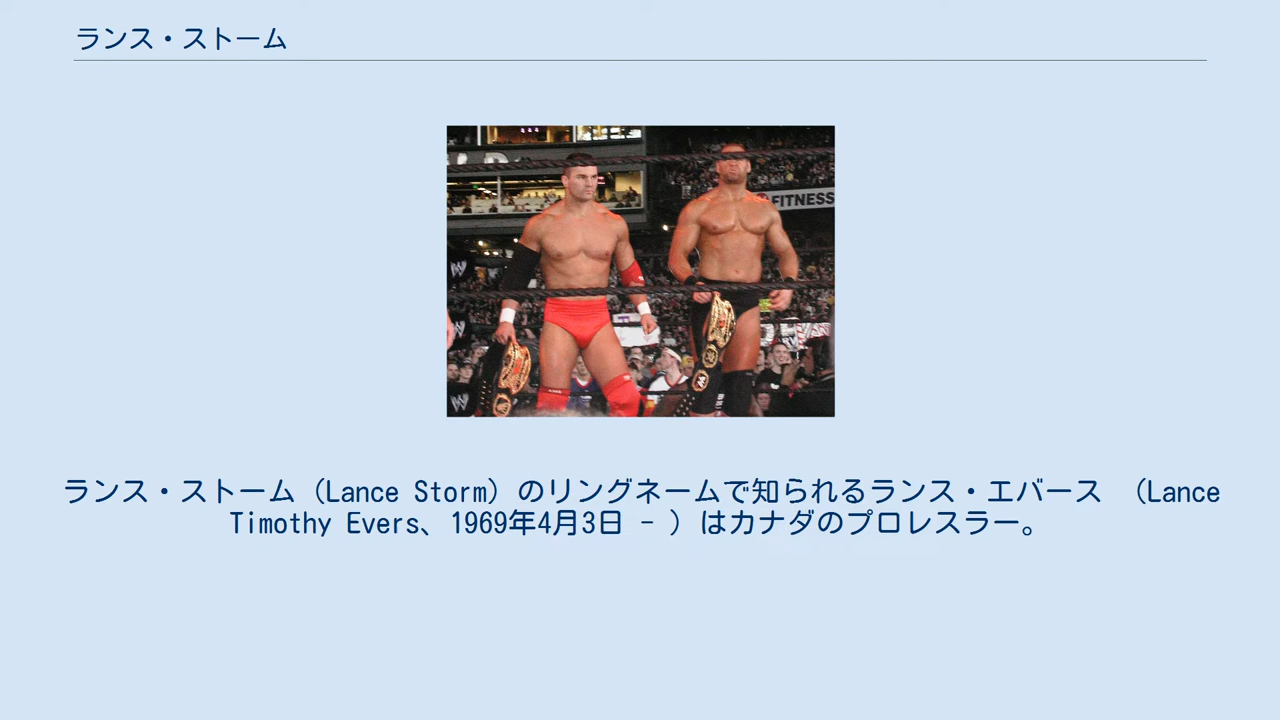 ランス・ストーム
FITNESS
ランス・ストーム（Lance Storm）のリングネームで知られるランス・エバース （Lance
Timothy Evers、1969年4月3日 - ）はカナダのプロレスラー。